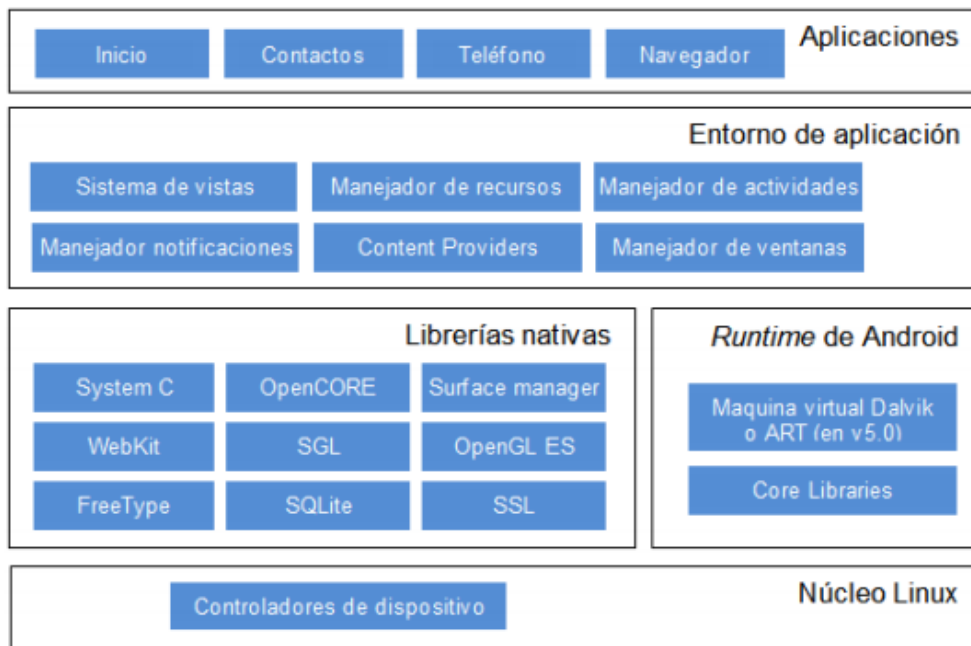 Aplicaciones
Inicio
Contactos
Teléfono
Navegador
Entorno de aplicación
Sistema de vistas
Manejador de recursos
Manejador de actividades
Manejador notificaciones
Content Providers
Manejador de ventanas
Librerías nativas
System C
OpenCORE
Surface manager
WebKit
SGL
OpenGL ES
FreeType
SQLite
SSL
Runtime de Android
Maquina virtual Dalvik
o ART (en v5.0)
Core Libraries
Núcleo Linux
Controladores de dispositivo